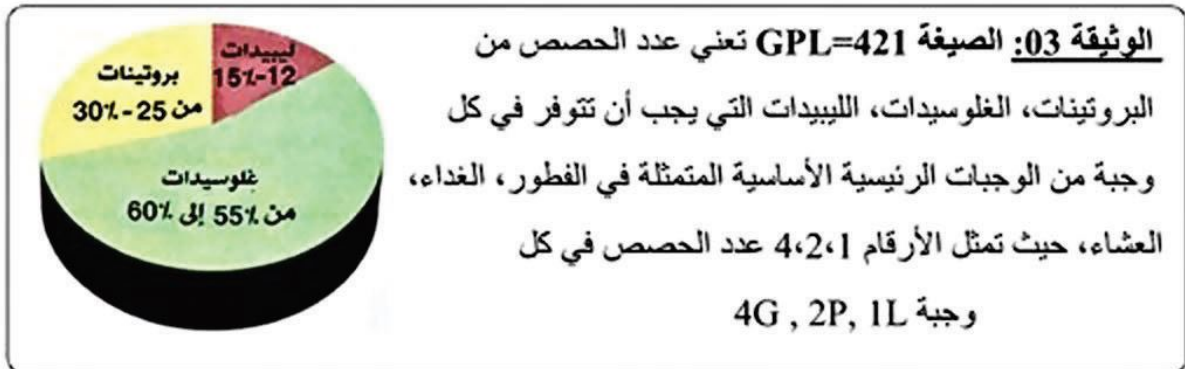 الوثيقة 03: الصيغة GPL=421 تعني عدد الحصص من
البروتينات، الغلوسيدات، الليبيدات التي يجب أن تتوفر في كل
وجبة من الوجبات الرئيسية الأساسية المتمثلة في الفطور، الغداء،
العشاء، حيث تمثل الأرقام 4،2،1 عدد الحصص في كل
وجبة 4G , 2P, 1L
ليبيدات
12-15%
بروتينات
من 25-30%
غلوسيدات
من 55% إلى 60%